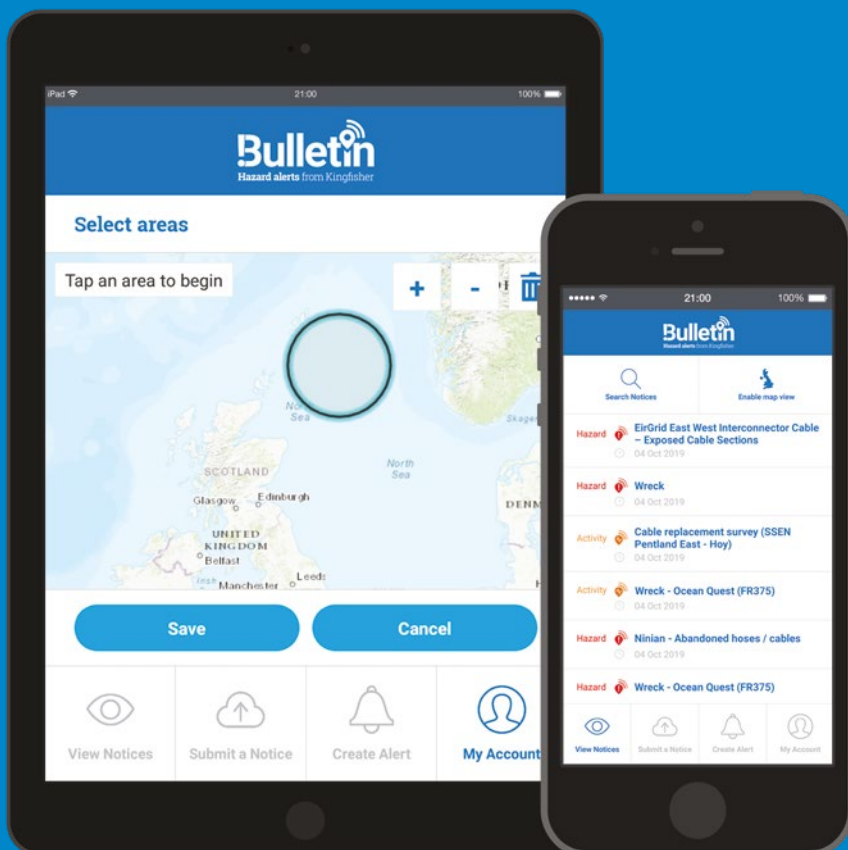 iPad
21:00
100%
Bulletin
Hazard alerts from Kingfisher
Select areas
Tap an area to begin
+
-
North
Sea
Skager
SCOTLAND
Glasgow
Edinburgh
DENM
UNITED
KINGDOM
Belfast
Leeds
Manchester
Save
Cancel
View Notices
Submit a Notice
Create Alert
My Account
21:00
100%
Bulletin
Hazard alerts from Kingfisher
Search Notices
Enable map view
Hazard
EirGrid East West Interconnector Cable
– Exposed Cable Sections
04 Oct 2019
Hazard
Wreck
04 Oct 2019
Activity
Cable replacement survey (SSEN
Pentland East - Hoy)
04 Oct 2019
Activity
Wreck - Ocean Quest (FR375)
04 Oct 2019
Hazard
Ninian - Abandoned hoses / cables
04 Oct 2019
Hazard
Wreck - Ocean Quest (FR375)
View Notices
Submit a Notice
Create Alert
My Account